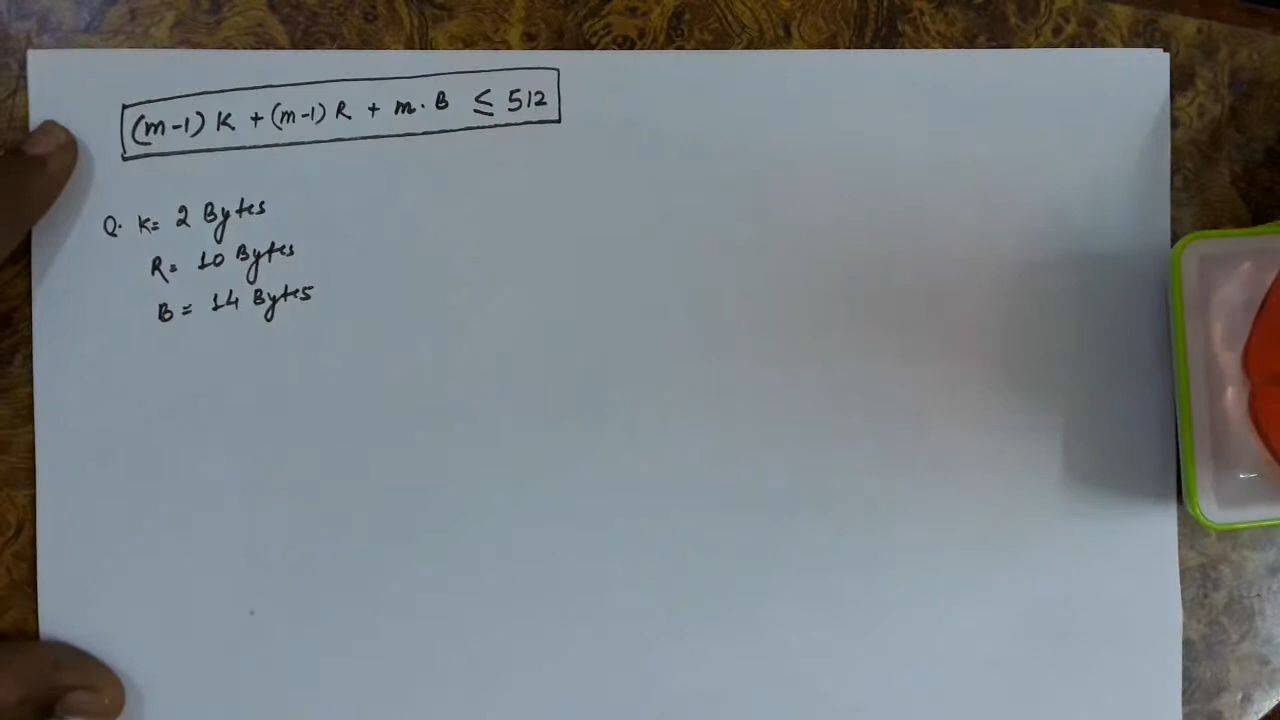 (m-1) K + (m-1) R + m. B ≤ 512
Q. K= 2 Bytes
R= 10 Bytes
B = 14 Bytes